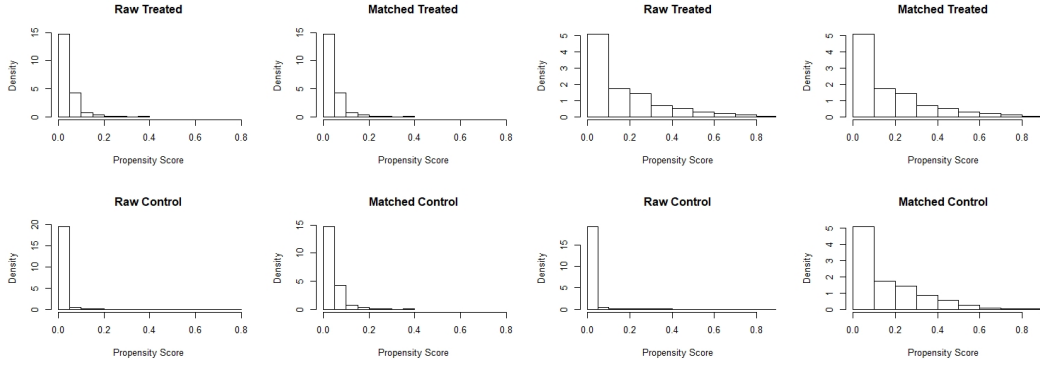 Raw Treated
Matched Treated
Raw Treated
Matched Treated
Density
0 5 10 15
0.0 0.2 0.4 0.6 0.8
Propensity Score
Density
0 5 10 15
0.0 0.2 0.4 0.6 0.8
Propensity Score
Density
0 1 2 3 4 5
0.0 0.2 0.4 0.6 0.8
Propensity Score
Density
0 1 2 3 4 5
0.0 0.2 0.4 0.6 0.8
Propensity Score
Raw Control
Matched Control
Raw Control
Matched Control
Density
0 5 10 15 20
0.0 0.2 0.4 0.6 0.8
Propensity Score
Density
0 5 10 15
0.0 0.2 0.4 0.6 0.8
Propensity Score
Density
0 5 10 15
0.0 0.2 0.4 0.6 0.8
Propensity Score
Density
0 1 2 3 4 5
0.0 0.2 0.4 0.6 0.8
Propensity Score